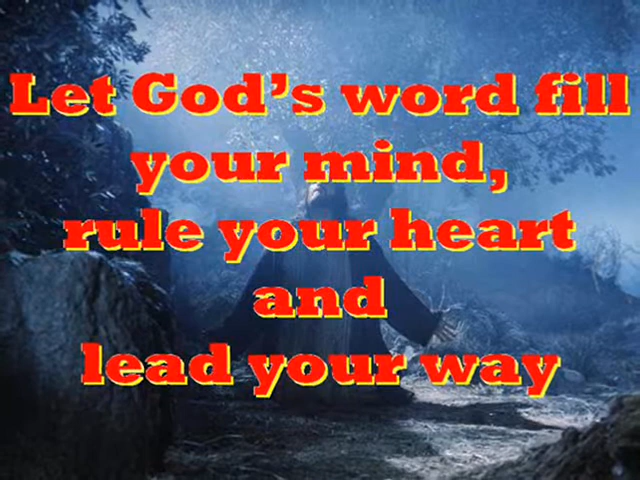 Let God’s word fill
your mind,
rule your heart
and
lead your way